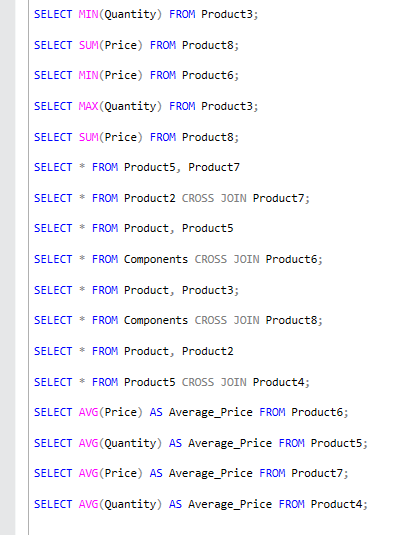 SELECT MIN(Quantity) FROM Product3;
SELECT SUM(Price) FROM Product8;
SELECT MIN(Price) FROM Product6;
SELECT MAX(Quantity) FROM Product3;
SELECT SUM(Price) FROM Product8;
SELECT * FROM Product5, Product7
SELECT * FROM Product2 CROSS JOIN Product7;
SELECT * FROM Product, Product5
SELECT * FROM Components CROSS JOIN Product6;
SELECT * FROM Product, Product3;
SELECT * FROM Components CROSS JOIN Product8;
SELECT * FROM Product, Product2
SELECT * FROM Product5 CROSS JOIN Product4;
SELECT AVG(Price) AS Average_Price FROM Product6;
SELECT AVG(Quantity) AS Average_Price FROM Product5;
SELECT AVG(Price) AS Average_Price FROM Product7;
SELECT AVG(Quantity) AS Average_Price FROM Product4;